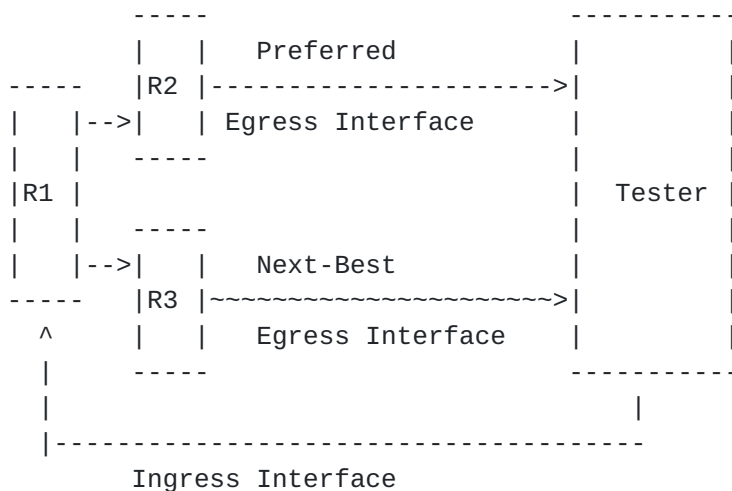 Preferred
R2
Egress Interface
R1
Tester
Next-Best
R3
Egress Interface
Ingress Interface